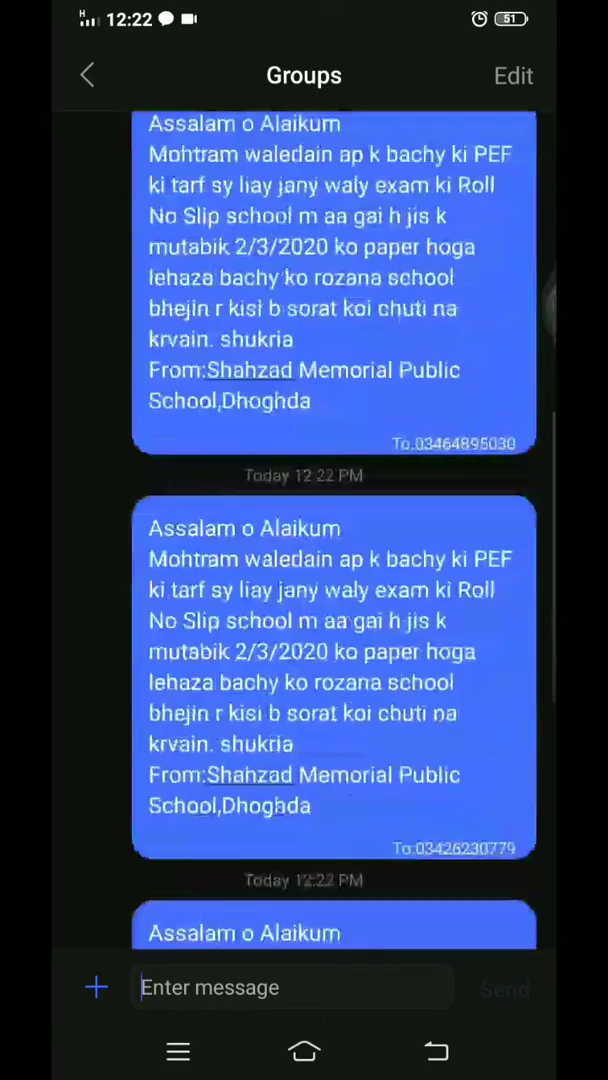 H
12:22
51
Groups
Edit
Assalam o Alaikum
Mohtram waledain ap k bachy ki PEF
ki tarf sy liay jany waly exam ki Roll
No Slip school m aa gai h jis k
mutabik 2/3/2020 ko paper hoga
lehaza bachy ko rozana school
bhejin r kisi b sorat koi chuti na
krvain. shukria
From:Shahzad Memorial Public
School,Dhoghda
To:03464895030
Today 12:22 PM
Assalam o Alaikum
Mohtram waledain ap k bachy ki PEF
ki tarf sy liay jany waly exam ki Roll
No Slip school m aa gai h jis k
mutabik 2/3/2020 ko paper hoga
lehaza bachy ko rozana school
bhejin r kisi b sorat koi chuti na
krvain. shukria
From:Shahzad Memorial Public
School,Dhoghda
To:03426230779
Today 12:22 PM
Assalam o Alaikum
Enter message
Send